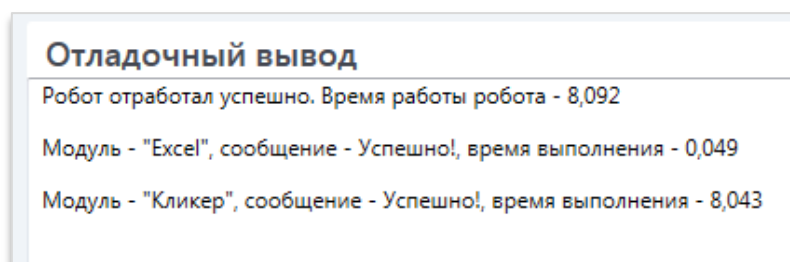 Отладочный вывод
Робот отработал успешно. Время работы робота - 8,092
Модуль - "Excel", сообщение - Успешно!, время выполнения - 0,049
Модуль - "Кликер", сообщение - Успешно!, время выполнения - 8,043